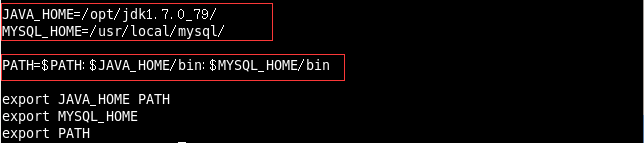 JAVA_HOME=/opt/jdk1.7.0_79/
MYSQL_HOME=/usr/local/mysql/
PATH=$PATH:$JAVA_HOME/bin:$MYSQL_HOME/bin
export JAVA_HOME PATH
export MYSQL_HOME
export PATH